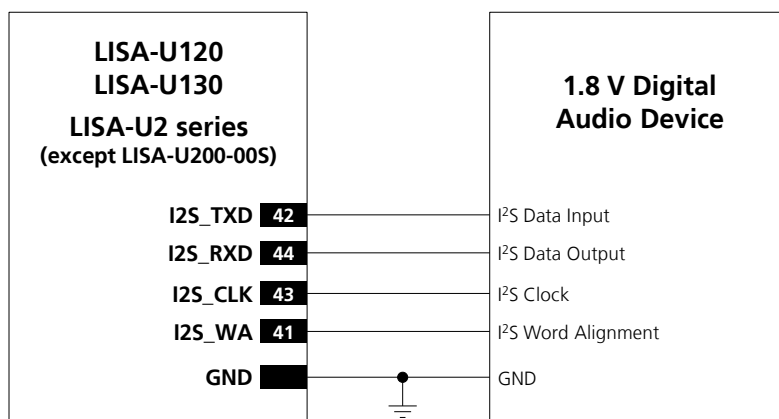 LISA-U120
LISA-U130
LISA-U2 series
(except LISA-U200-00S)
1.8 V Digital
Audio Device
I2S_TXD 42 I²S Data Input
I2S_RXD 44 I²S Data Output
I2S_CLK 43 I²S Clock
I2S_WA 41 I²S Word Alignment
GND GND